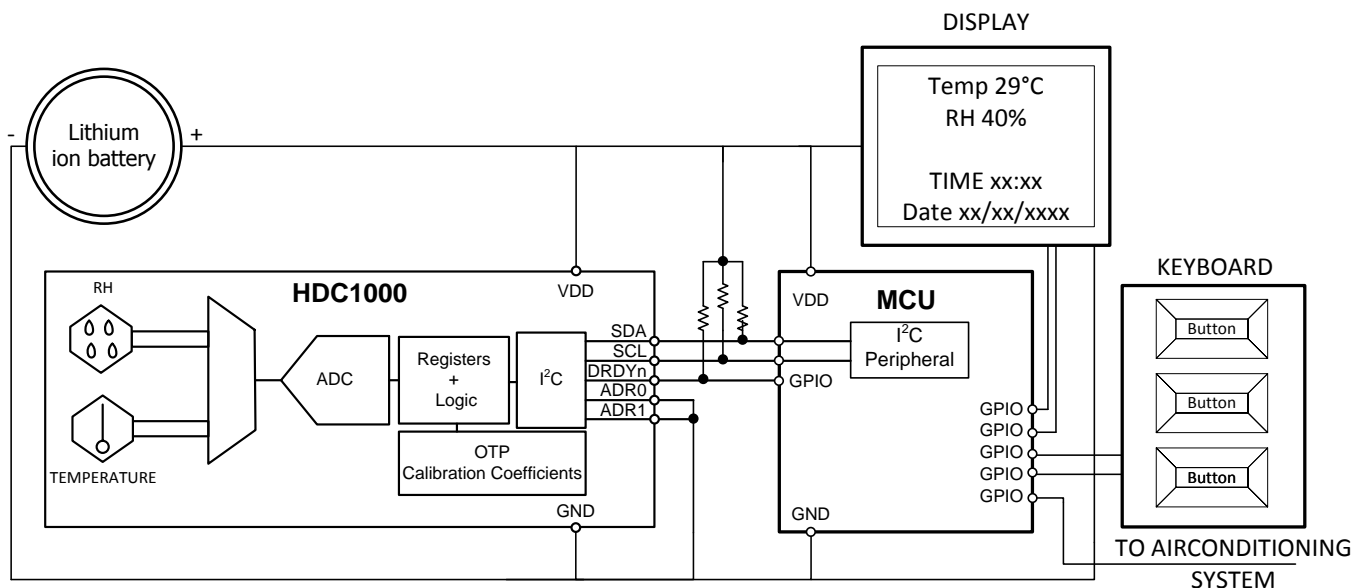 DISPLAY
Temp 29°C
RH 40%
TIME xx:xx
Date xx/xx/xxxx
-
Lithium
ion battery
+
HDC1000
RH
TEMPERATURE
ADC
Registers
+
Logic
I²C
OTP
Calibration Coefficients
VDD
SDA
SCL
DRDYn
ADR0
ADR1
GND
MCU
VDD
I²C
Peripheral
GPIO
GPIO
GPIO
GPIO
GPIO
GPIO
GND
KEYBOARD
Button
Button
Button
TO AIRCONDITIONING
SYSTEM